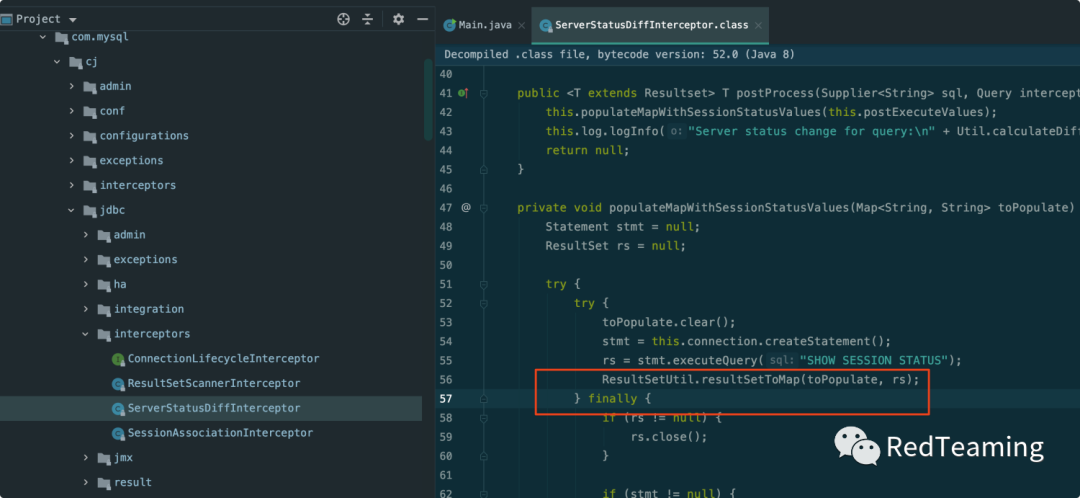 Project
com.mysql
cj
admin
conf
configurations
exceptions
interceptors
jdbc
admin
exceptions
ha
integration
interceptors
ConnectionLifecycleInterceptor
ResultSetScannerInterceptor
ServerStatusDiffInterceptor
SessionAssociationInterceptor
jmx
result
Main.java
ServerStatusDiffInterceptor.class
Decompiled .class file, bytecode version: 52.0 (Java 8)
40
41 public <T extends Resultset> T postProcess(Supplier<String> sql, Query intercept
42 this.populateMapWithSessionStatusValues(this.postExecuteValues);
43 this.log.logInfo( o: "Server status change for query:\n" + Util.calculateDiff
44 return null;
45 }
46
47 @ private void populateMapWithSessionStatusValues(Map<String, String> toPopulate)
48 Statement stmt = null;
49 ResultSet rs = null;
50
51 try {
52 try {
53 toPopulate.clear();
54 stmt = this.connection.createStatement();
55 rs = stmt.executeQuery( sql: "SHOW SESSION STATUS");
56 ResultSetUtil.resultSetToMap(toPopulate, rs);
57 } finally {
58 if (rs != null) {
59 rs.close();
60 }
61
62 if (stmt != null) {
RedTeaming